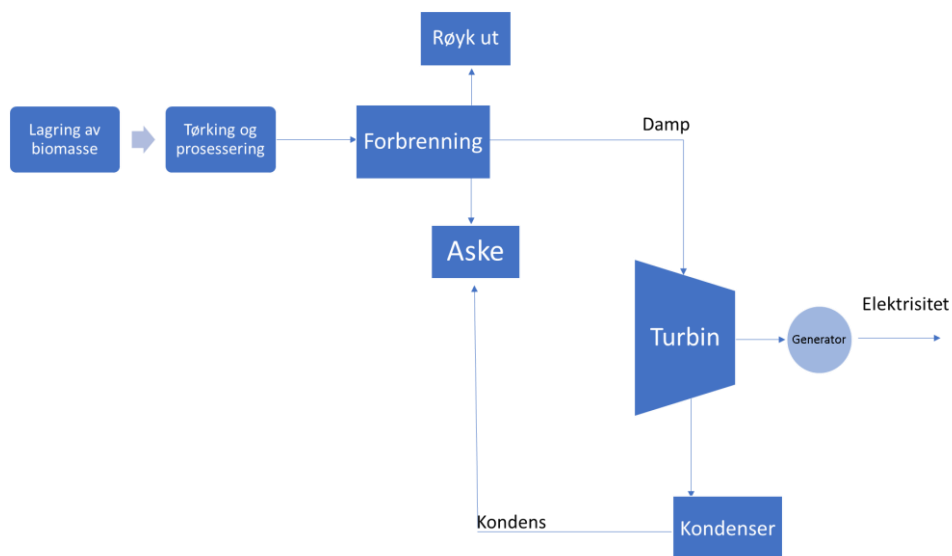 Røyk ut
Lagring av
biomasse
Tørking og
prosessering
Forbrenning
Damp
Aske
Turbin
Generator
Elektrisitet
Kondens
Kondenser